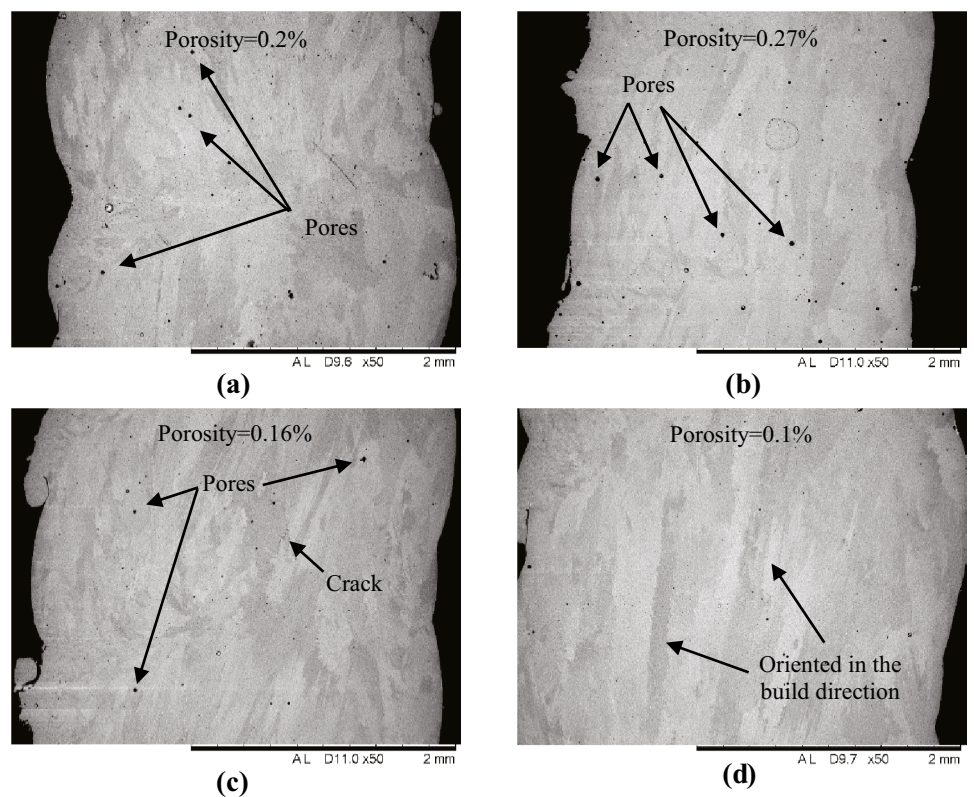 Porosity=0.2%
Pores
AL D9.6 x50 2 mm
(a)
Porosity=0.27%
Pores
AL D11.0 x50 2 mm
(b)
Porosity=0.16%
Pores
Crack
AL D11.0 x50 2 mm
(c)
Porosity=0.1%
Oriented in the
build direction
AL D9.7 x50 2 mm
(d)